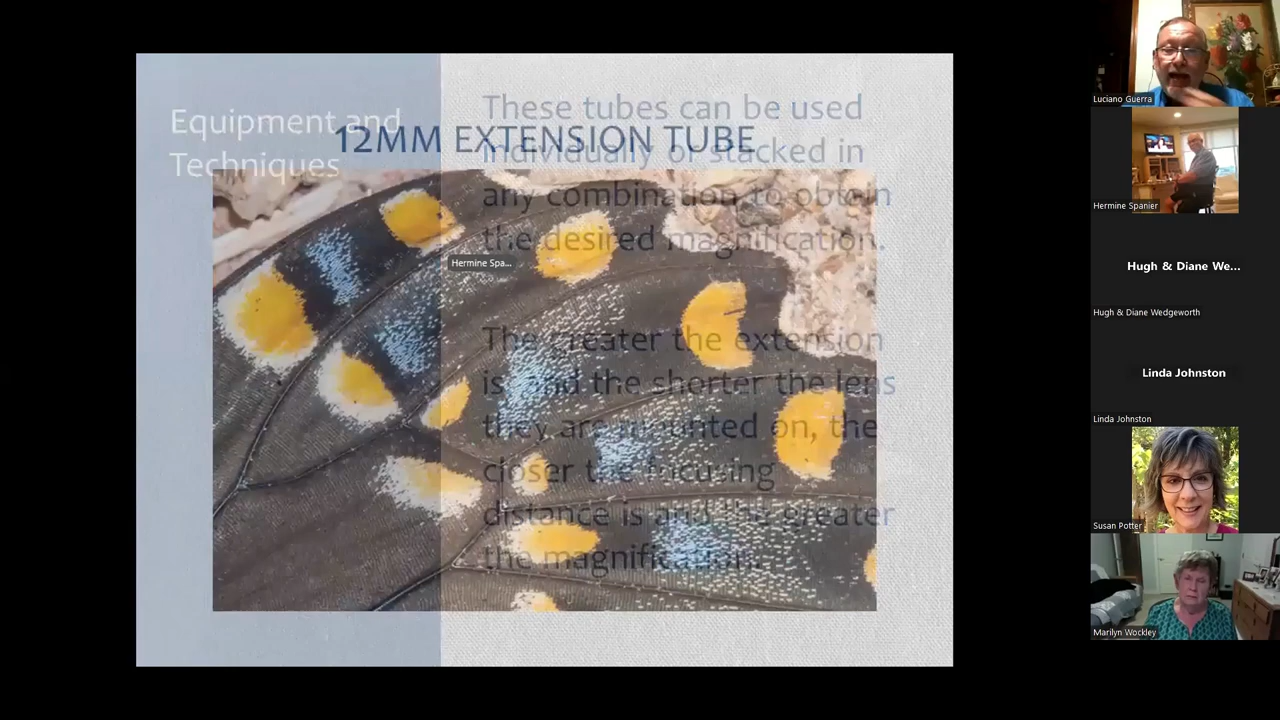 Equipment and
Techniques
12MM EXTENSION TUBE
These tubes can be used
individually or stacked in
any combination to obtain
the desired magnification.
The greater the extension
is, and the shorter the lens
they are mounted on, the
closer the focusing
distance is and the greater
the magnification.
Hermine Spa...
Luciano Guerra
Hermine Spanier
Hugh & Diane We...
Hugh & Diane Wedgeworth
Linda Johnston
Linda Johnston
Susan Potter
Marilyn Wockley